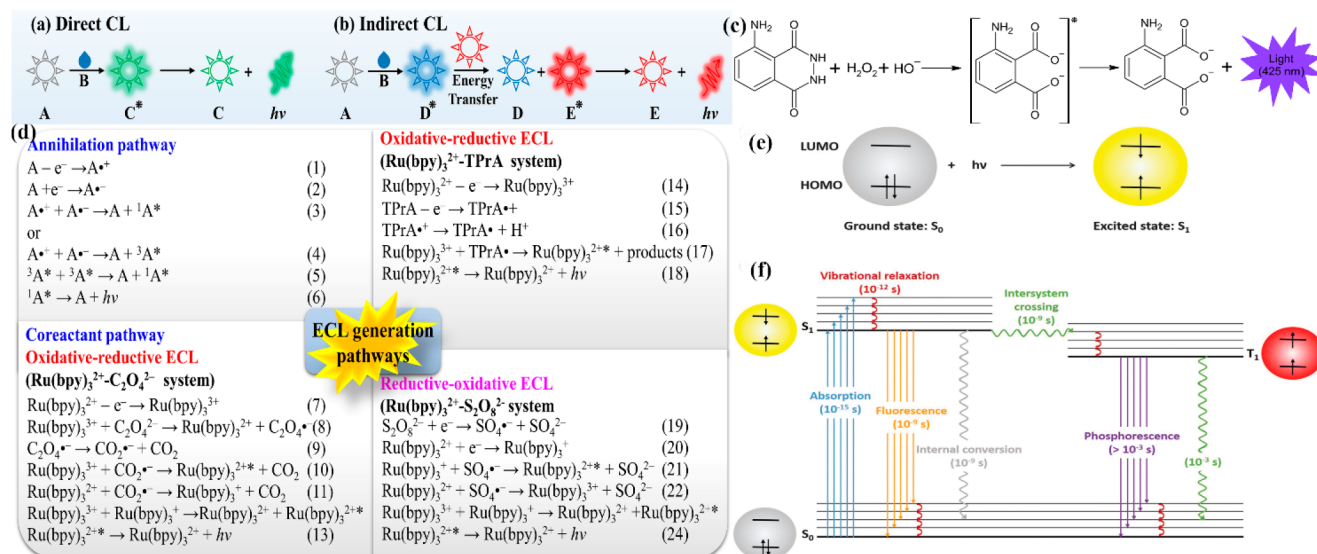 (a) Direct CL
B
A
C*
C
+
hν
(b) Indirect CL
B
Energy
Transfer
A
D*
D
+
E*
E
+
hν
(c)
NH₂
O
NH
NH
O
+ H₂O₂ + HO⁻
NH₂
O
O⁻
O⁻
O
*
NH₂
O
O⁻
O⁻
O
+
Light
(425 nm)
(d)
Annihilation pathway
A – e⁻ →A•⁺ (1)
A +e⁻ →A•⁻ (2)
A•⁺ + A•⁻ →A + ¹A* (3)
or
A•⁺ + A•⁻ →A + ³A* (4)
³A* + ³A* → A + ¹A* (5)
¹A* → A + hν (6)
Coreactant pathway
Oxidative-reductive ECL
(Ru(bpy)₃²⁺-C₂O₄²⁻ system)
Ru(bpy)₃²⁺ – e⁻ → Ru(bpy)₃³⁺ (7)
Ru(bpy)₃³⁺ + C₂O₄²⁻ → Ru(bpy)₃²⁺ + C₂O₄•⁻ (8)
C₂O₄•⁻ → CO₂•⁻ + CO₂ (9)
Ru(bpy)₃³⁺ + CO₂•⁻ → Ru(bpy)₃²⁺* + CO₂ (10)
Ru(bpy)₃²⁺ + CO₂•⁻ → Ru(bpy)₃⁺ + CO₂ (11)
Ru(bpy)₃³⁺ + Ru(bpy)₃⁺ →Ru(bpy)₃²⁺ + Ru(bpy)₃²⁺*
Ru(bpy)₃²⁺* → Ru(bpy)₃²⁺ + hν (13)
Oxidative-reductive ECL
(Ru(bpy)₃²⁺-TPrA system)
Ru(bpy)₃²⁺ – e⁻ → Ru(bpy)₃³⁺ (14)
TPrA – e⁻ → TPrA•+ (15)
TPrA•⁺ → TPrA• + H⁺ (16)
Ru(bpy)₃³⁺ + TPrA• → Ru(bpy)₃²⁺* + products (17)
Ru(bpy)₃²⁺* → Ru(bpy)₃²⁺ + hν (18)
ECL generation
pathways
Reductive-oxidative ECL
(Ru(bpy)₃²⁺-S₂O₈²⁻ system
S₂O₈²⁻ + e⁻→ SO₄•⁻ + SO₄²⁻ (19)
Ru(bpy)₃²⁺ + e⁻→ Ru(bpy)₃⁺ (20)
Ru(bpy)₃⁺ + SO₄•⁻ → Ru(bpy)₃²⁺* + SO₄²⁻ (21)
Ru(bpy)₃²⁺ + SO₄•⁻ → Ru(bpy)₃³⁺ + SO₄²⁻ (22)
Ru(bpy)₃³⁺ + Ru(bpy)₃⁺ → Ru(bpy)₃²⁺ +Ru(bpy)₃²⁻*
Ru(bpy)₃²⁺* → Ru(bpy)₃²⁺ + hν (24)
(e)
LUMO
HOMO
+ hν
Ground state: S₀
Excited state: S₁
(f)
Vibrational relaxation
(10⁻¹² s)
Intersystem
crossing
(10⁻⁹ s)
S₁
T₁
Absorption
(10⁻¹⁵ s)
Fluorescence
(10⁻⁹ s)
Internal conversion
(10⁻⁹ s)
Phosphorescence
(> 10⁻³ s)
(10⁻³ s)
S₀